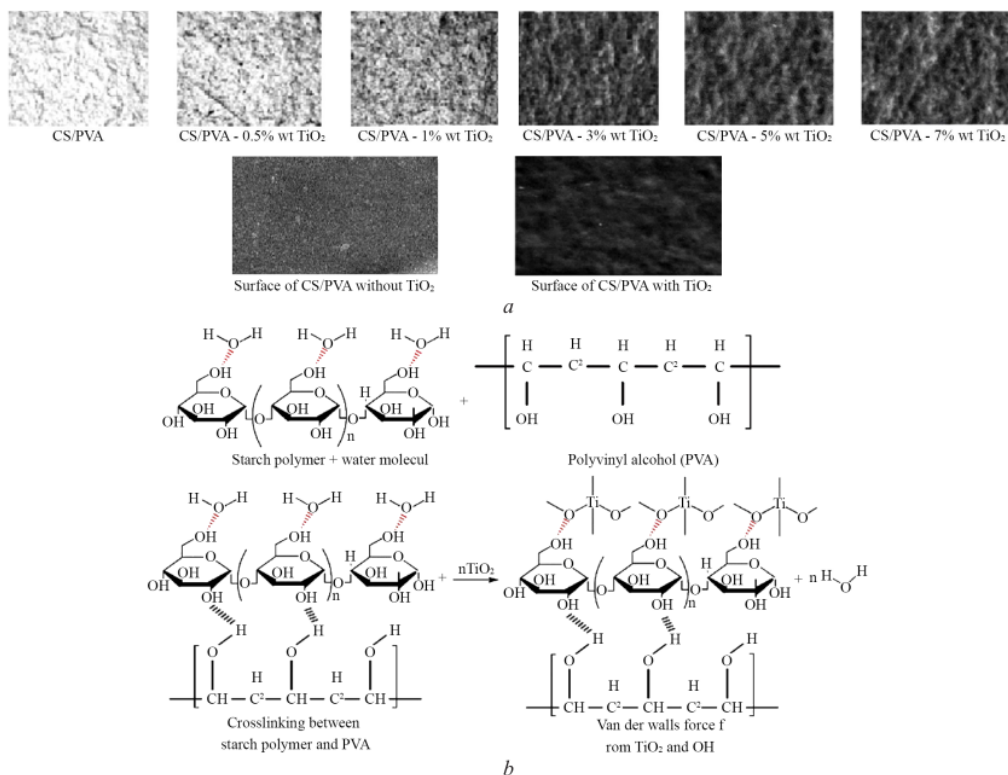 CS/PVA
CS/PVA - 0.5% wt TiO₂
CS/PVA - 1% wt TiO₂
CS/PVA - 3% wt TiO₂
CS/PVA - 5% wt TiO₂
CS/PVA - 7% wt TiO₂
Surface of CS/PVA without TiO₂
Surface of CS/PVA with TiO₂
a
H O H H O H H O H
OH OH OH
O O H O
OH OH OH
OH OH O OH O OH OH
OH OH n OH
+
H H H H H
C C² C C² C
OH OH OH
Starch polymer + water molecul
Polyvinyl alcohol (PVA)
H O H H O H H O H
OH OH OH
O O H O
OH OH OH
OH OH O OH O OH OH
OH OH n OH
+
nTiO₂
H H H
O O O
H H
CH C² CH C² CH
Crosslinking between
starch polymer and PVA
O Ti O O Ti O O Ti O
OH OH OH
O O H O
OH OH OH
OH OH O OH O OH OH
OH OH n OH
+ n H O H
H H H
O O O
H H
CH C² CH C² CH
Van der walls force f
rom TiO₂ and OH
b